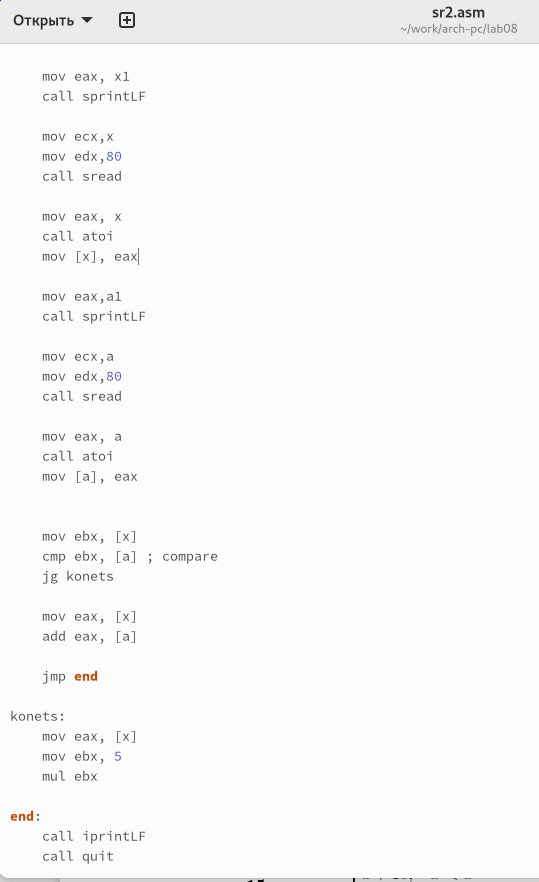 Открыть
sr2.asm
~/work/arch-pc/lab08
mov eax, x1
call sprintLF
mov ecx,x
mov edx,80
call sread
mov eax, x
call atoi
mov [x], eax
mov eax,a1
call sprintLF
mov ecx,a
mov edx,80
call sread
mov eax, a
call atoi
mov [a], eax
mov ebx, [x]
cmp ebx, [a] ; compare
jg konets
mov eax, [x]
add eax, [a]
jmp end
konets:
mov eax, [x]
mov ebx, 5
mul ebx
end:
call iprintLF
call quit